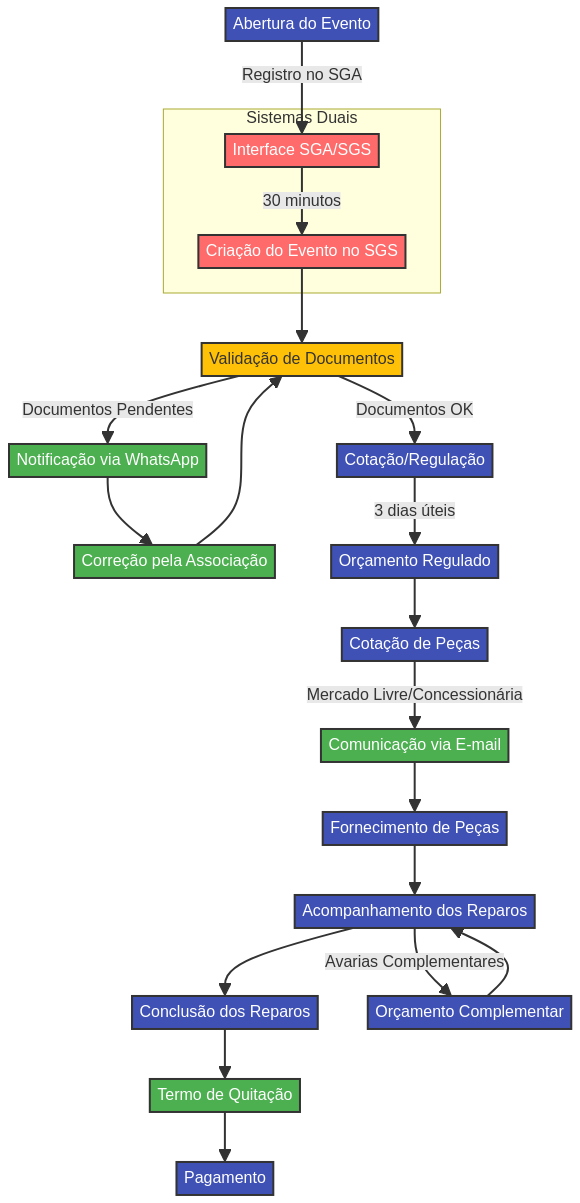 Abertura do Evento
Registro no SGA
Sistemas Duais
Interface SGA/SGS
30 minutos
Criação do Evento no SGS
Validação de Documentos
Documentos Pendentes
Documentos OK
Notificação via WhatsApp
Cotação/Regulação
3 dias úteis
Correção pela Associação
Orçamento Regulado
Cotação de Peças
Mercado Livre/Concessionária
Comunicação via E-mail
Fornecimento de Peças
Acompanhamento dos Reparos
Avarias Complementares
Conclusão dos Reparos
Orçamento Complementar
Termo de Quitação
Pagamento